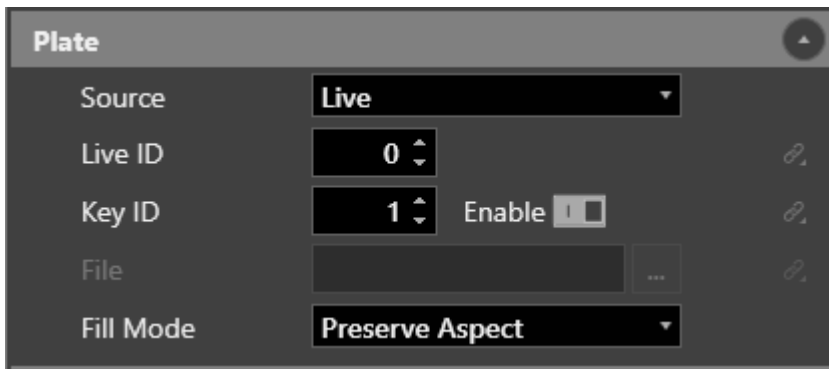 Plate
Source Live
Live ID 0
Key ID 1 Enable
File ...
Fill Mode Preserve Aspect